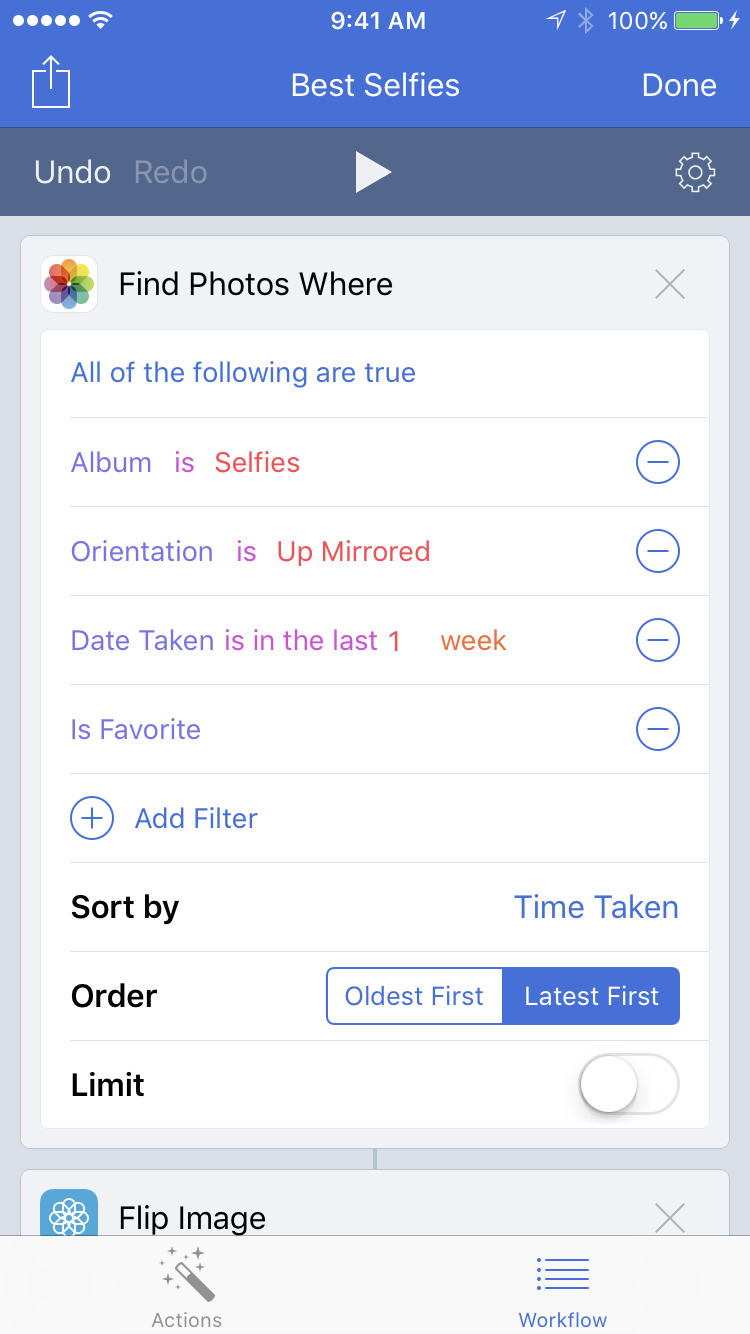 9:41 AM 100%
Best Selfies Done
Undo Redo
Find Photos Where
All of the following are true
Album is Selfies
Orientation is Up Mirrored
Date Taken is in the last 1 week
Is Favorite
Add Filter
Sort by Time Taken
Order Oldest First Latest First
Limit
Flip Image
Actions Workflow